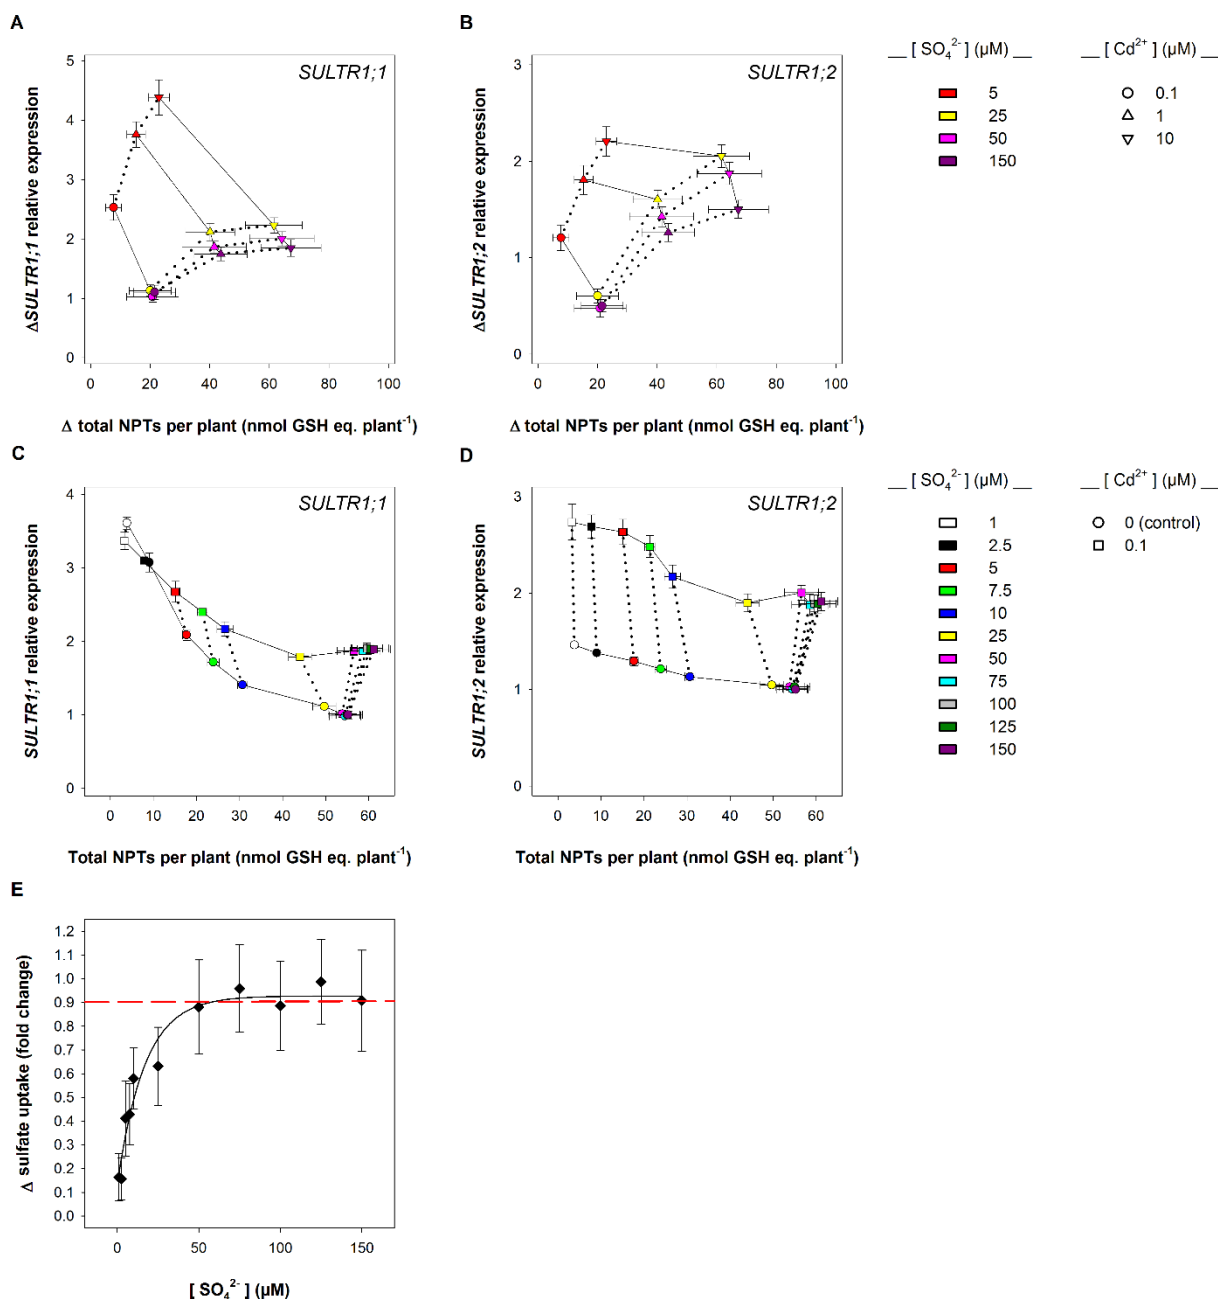 A
B
SULTR1;1
SULTR1;2
ΔSULTR1;1 relative expression
5
4
3
2
1
0
0 20 40 60 80 100
Δ total NPTs per plant (nmol GSH eq. plant-1)
ΔSULTR1;2 relative expression
3
2
1
0
0 20 40 60 80 100
Δ total NPTs per plant (nmol GSH eq. plant-1)
[ SO42- ] (µM)
5
25
50
150
[ Cd2+ ] (µM)
0.1
1
10
C
D
SULTR1;1
SULTR1;2
SULTR1;1 relative expression
4
3
2
1
0
0 10 20 30 40 50 60
Total NPTs per plant (nmol GSH eq. plant-1)
SULTR1;2 relative expression
3
2
1
0
0 10 20 30 40 50 60
Total NPTs per plant (nmol GSH eq. plant-1)
[ SO42- ] (µM)
1
2.5
5
7.5
10
25
50
75
100
125
150
[ Cd2+ ] (µM)
0 (control)
0.1
E
Δ sulfate uptake (fold change)
1.2
1.1
1.0
0.9
0.8
0.7
0.6
0.5
0.4
0.3
0.2
0.1
0.0
0 50 100 150
[ SO42- ] (µM)